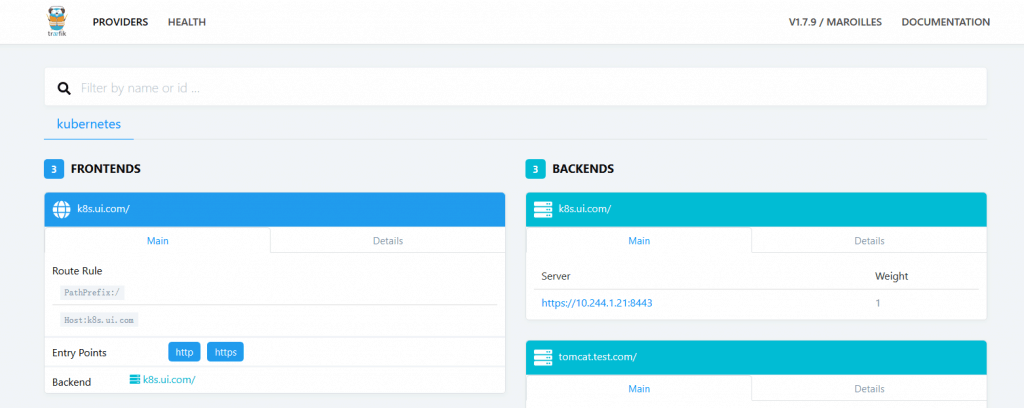 træfik
PROVIDERS HEALTH V1.7.9 / MAROILLES DOCUMENTATION
Filter by name or id ...
kubernetes
3 FRONTENDS
k8s.ui.com/
Main Details
Route Rule
PathPrefix:/
Host:k8s.ui.com
Entry Points http https
Backend k8s.ui.com/
3 BACKENDS
k8s.ui.com/
Main Details
Server Weight
https://10.244.1.21:8443 1
tomcat.test.com/
Main Details